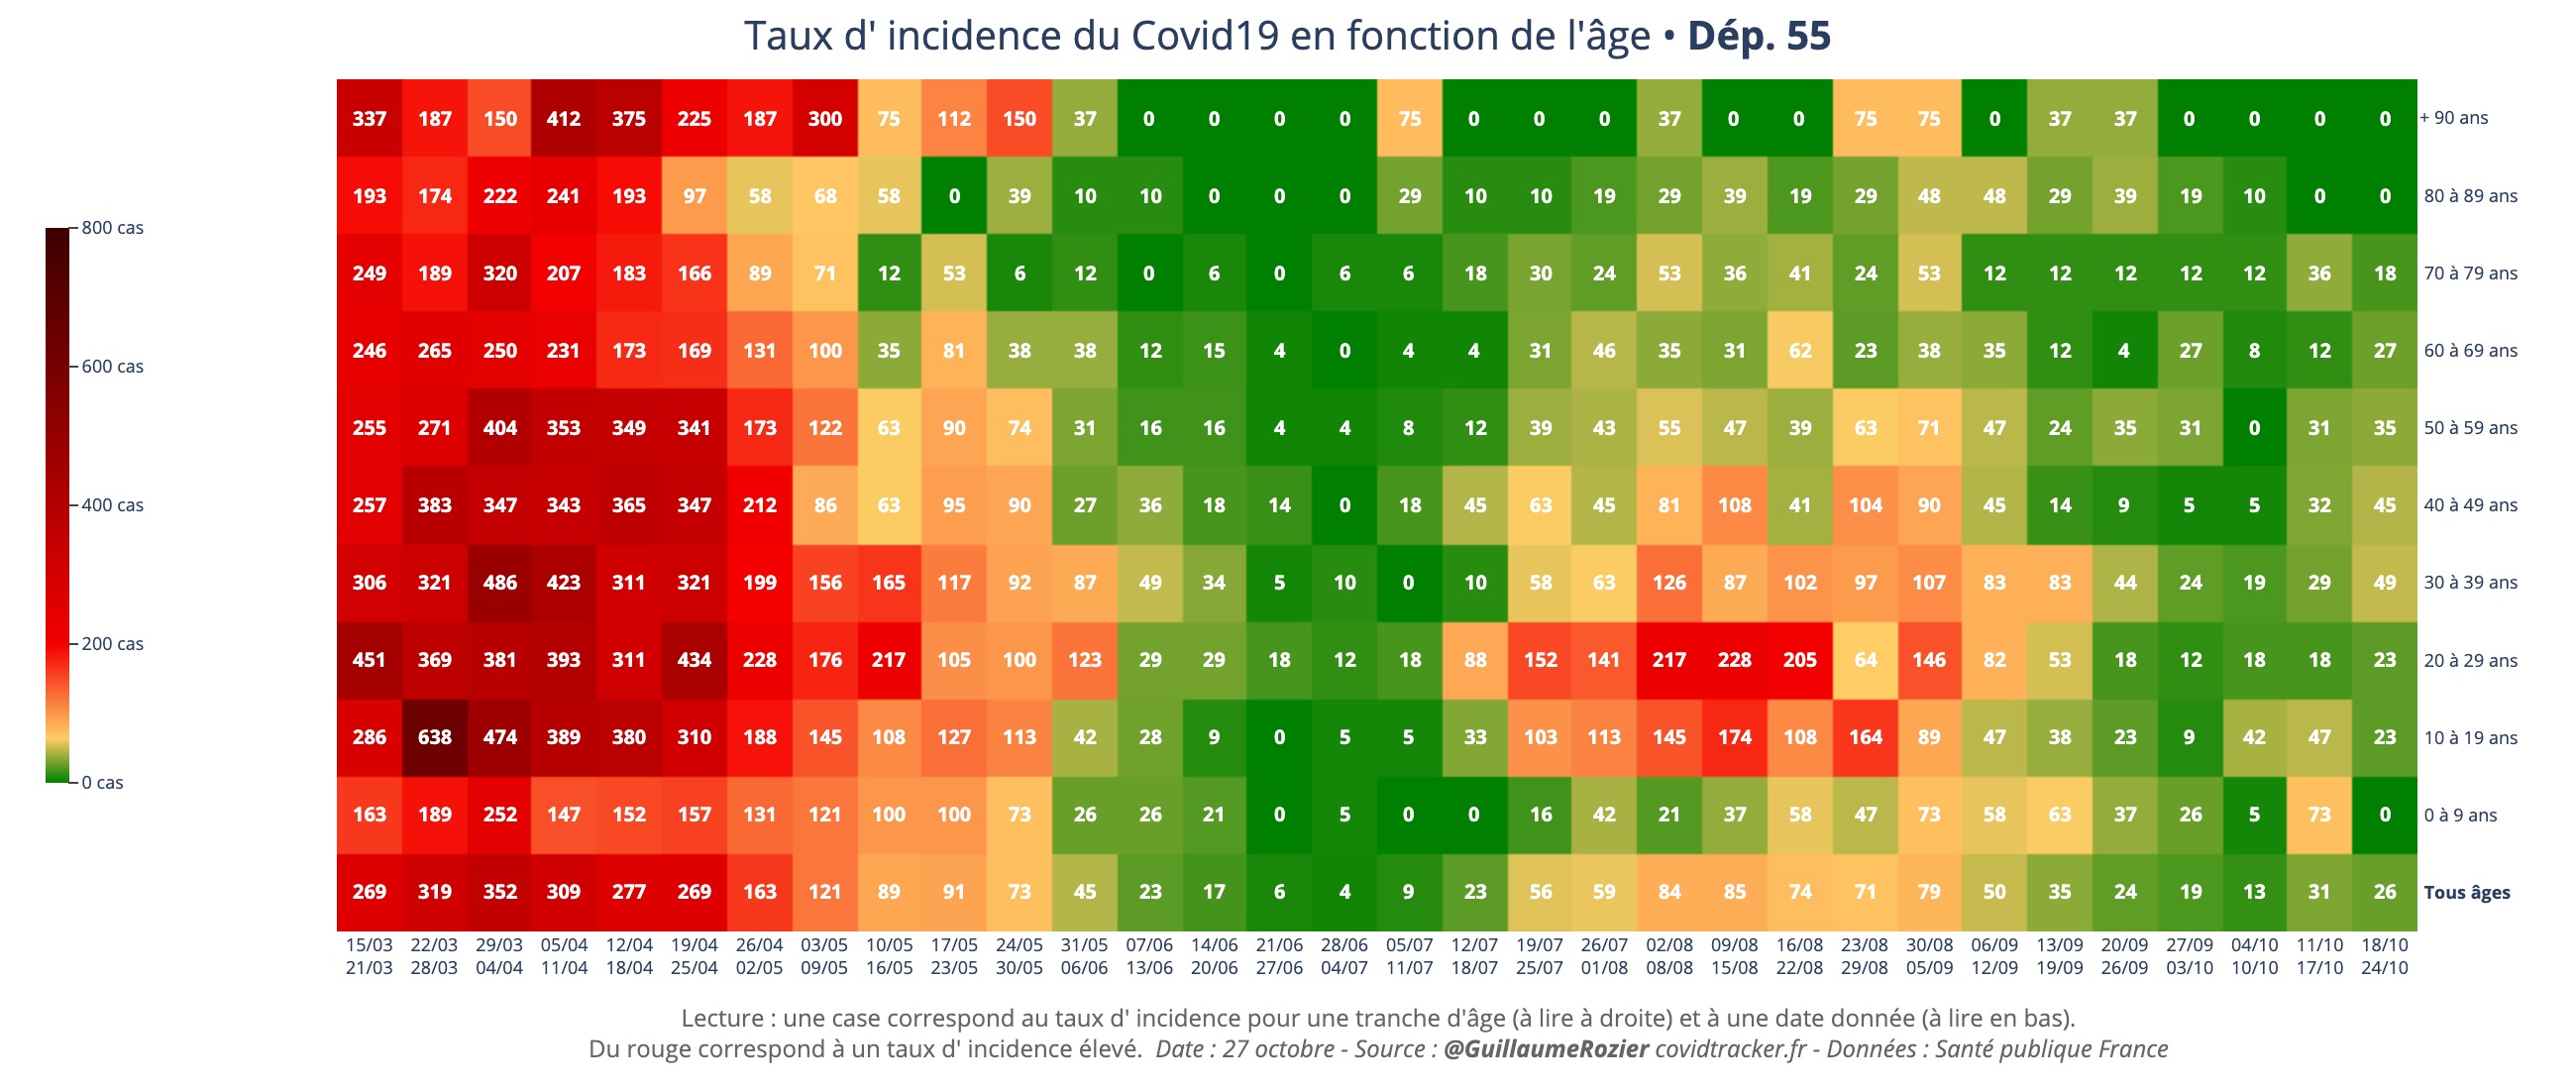 Taux d' incidence du Covid19 en fonction de l'âge • Dép. 55
800 cas
600 cas
400 cas
200 cas
0 cas
337 187 150 412 375 225 187 300 75 112 150 37 0 0 0 0 75 0 0 0 37 0 0 75 75 0 37 37 0 0 0 0 + 90 ans
193 174 222 241 193 97 58 68 58 0 39 10 10 0 0 0 29 10 10 19 29 39 19 29 48 48 29 39 19 10 0 0 80 à 89 ans
249 189 320 207 183 166 89 71 12 53 6 12 0 6 0 6 6 18 30 24 53 36 41 24 53 12 12 12 12 12 36 18 70 à 79 ans
246 265 250 231 173 169 131 100 35 81 38 38 12 15 4 0 4 4 31 46 35 31 62 23 38 35 12 4 27 8 12 27 60 à 69 ans
255 271 404 353 349 341 173 122 63 90 74 31 16 16 4 4 8 12 39 43 55 47 39 63 71 47 24 35 31 0 31 35 50 à 59 ans
257 383 347 343 365 347 212 86 63 95 90 27 36 18 14 0 18 45 63 45 81 108 41 104 90 45 14 9 5 5 32 45 40 à 49 ans
306 321 486 423 311 321 199 156 165 117 92 87 49 34 5 10 0 10 58 63 126 87 102 97 107 83 83 44 24 19 29 49 30 à 39 ans
451 369 381 393 311 434 228 176 217 105 100 123 29 29 18 12 18 88 152 141 217 228 205 64 146 82 53 18 12 18 18 23 20 à 29 ans
286 638 474 389 380 310 188 145 108 127 113 42 28 9 0 5 5 33 103 113 145 174 108 164 89 47 38 23 9 42 47 23 10 à 19 ans
163 189 252 147 152 157 131 121 100 100 73 26 26 21 0 5 0 0 16 42 21 37 58 47 73 58 63 37 26 5 73 0 0 à 9 ans
269 319 352 309 277 269 163 121 89 91 73 45 23 17 6 4 9 23 56 59 84 85 74 71 79 50 35 24 19 13 31 26 Tous âges
15/03 22/03 29/03 05/04 12/04 19/04 26/04 03/05 10/05 17/05 24/05 31/05 07/06 14/06 21/06 28/06 05/07 12/07 19/07 26/07 02/08 09/08 16/08 23/08 30/08 06/09 13/09 20/09 27/09 04/10 11/10 18/10
21/03 28/03 04/04 11/04 18/04 25/04 02/05 09/05 16/05 23/05 30/05 06/06 13/06 20/06 27/06 04/07 11/07 18/07 25/07 01/08 08/08 15/08 22/08 29/08 05/09 12/09 19/09 26/09 03/10 10/10 17/10 24/10
Lecture : une case correspond au taux d' incidence pour une tranche d'âge (à lire à droite) et à une date donnée (à lire en bas).
Du rouge correspond à un taux d' incidence élevé. Date : 27 octobre - Source : @GuillaumeRozier covidtracker.fr - Données : Santé publique France